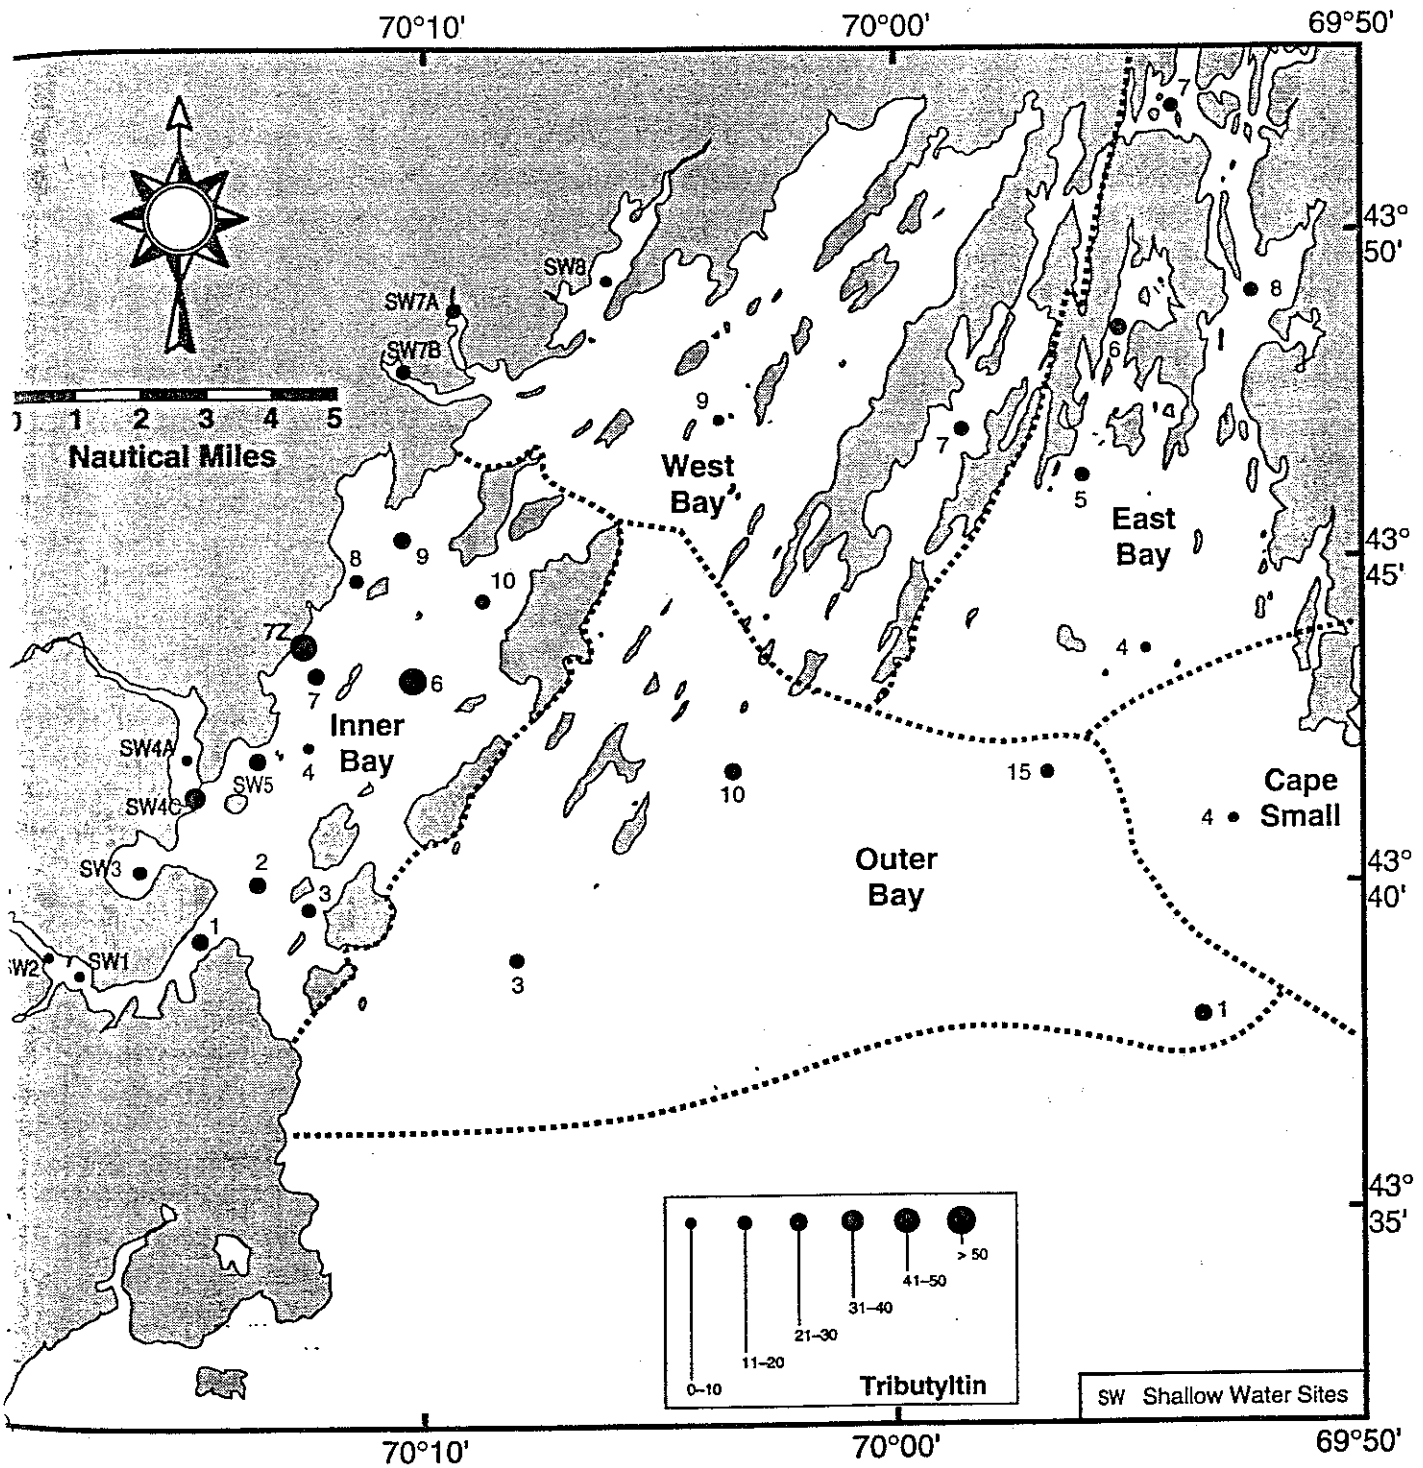 70°10'
70°00'
69°50'
7
43°
50'
SW8
8
SW7A
6
SW7B
1 2 3 4 5
9
4
Nautical Miles
7
West
Bay
5
East
Bay
9
43°
45'
8
10
7Z
4
6
7
Inner
Bay
SW4A
4
SW5
10
15
Cape
Small
SW4C
4
Outer
Bay
2
43°
40'
SW3
3
1
SW2
SW1
3
1
43°
35'
> 50
41–50
31–40
21–30
11–20
0–10
Tributyltin
SW Shallow Water Sites
70°10'
70°00'
69°50'